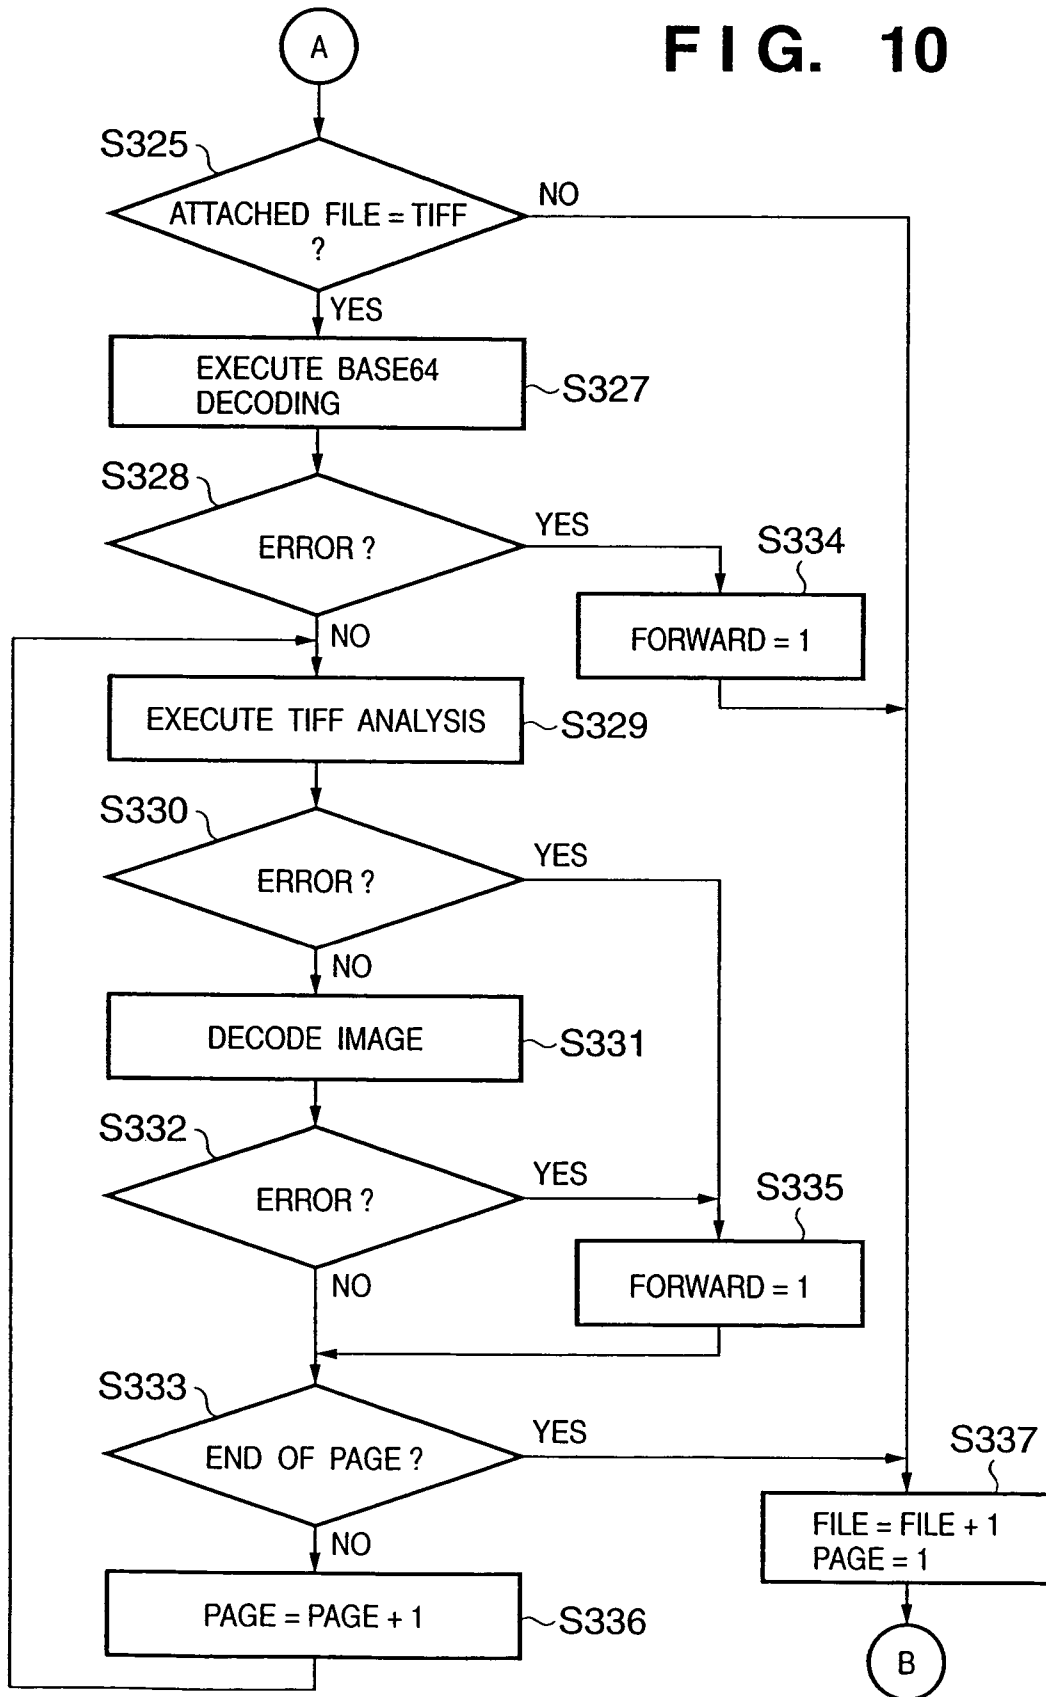 FIG. 10
A
S325
ATTACHED FILE = TIFF
?
NO
YES
EXECUTE BASE64
DECODING
S327
S328
ERROR ?
YES
S334
FORWARD = 1
NO
EXECUTE TIFF ANALYSIS
S329
S330
ERROR ?
YES
NO
DECODE IMAGE
S331
S332
ERROR ?
YES
S335
FORWARD = 1
NO
S333
END OF PAGE ?
YES
S337
FILE = FILE + 1
PAGE = 1
NO
PAGE = PAGE + 1
S336
B